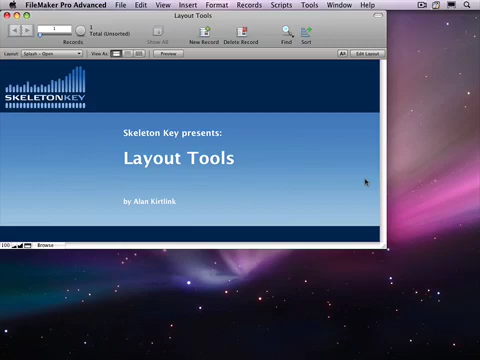 FileMaker Pro Advanced File Edit View Insert Format Records Scripts Tools Window Help
Layout Tools
1
1
Total (Unsorted)
Records
Show All
New Record
Delete Record
Find
Sort
Layout: Splash - Open
View As:
Preview
Aa
Edit Layout
SKELETONKEY
Skeleton Key presents:
Layout Tools
by Alan Kirtlink
100
Browse